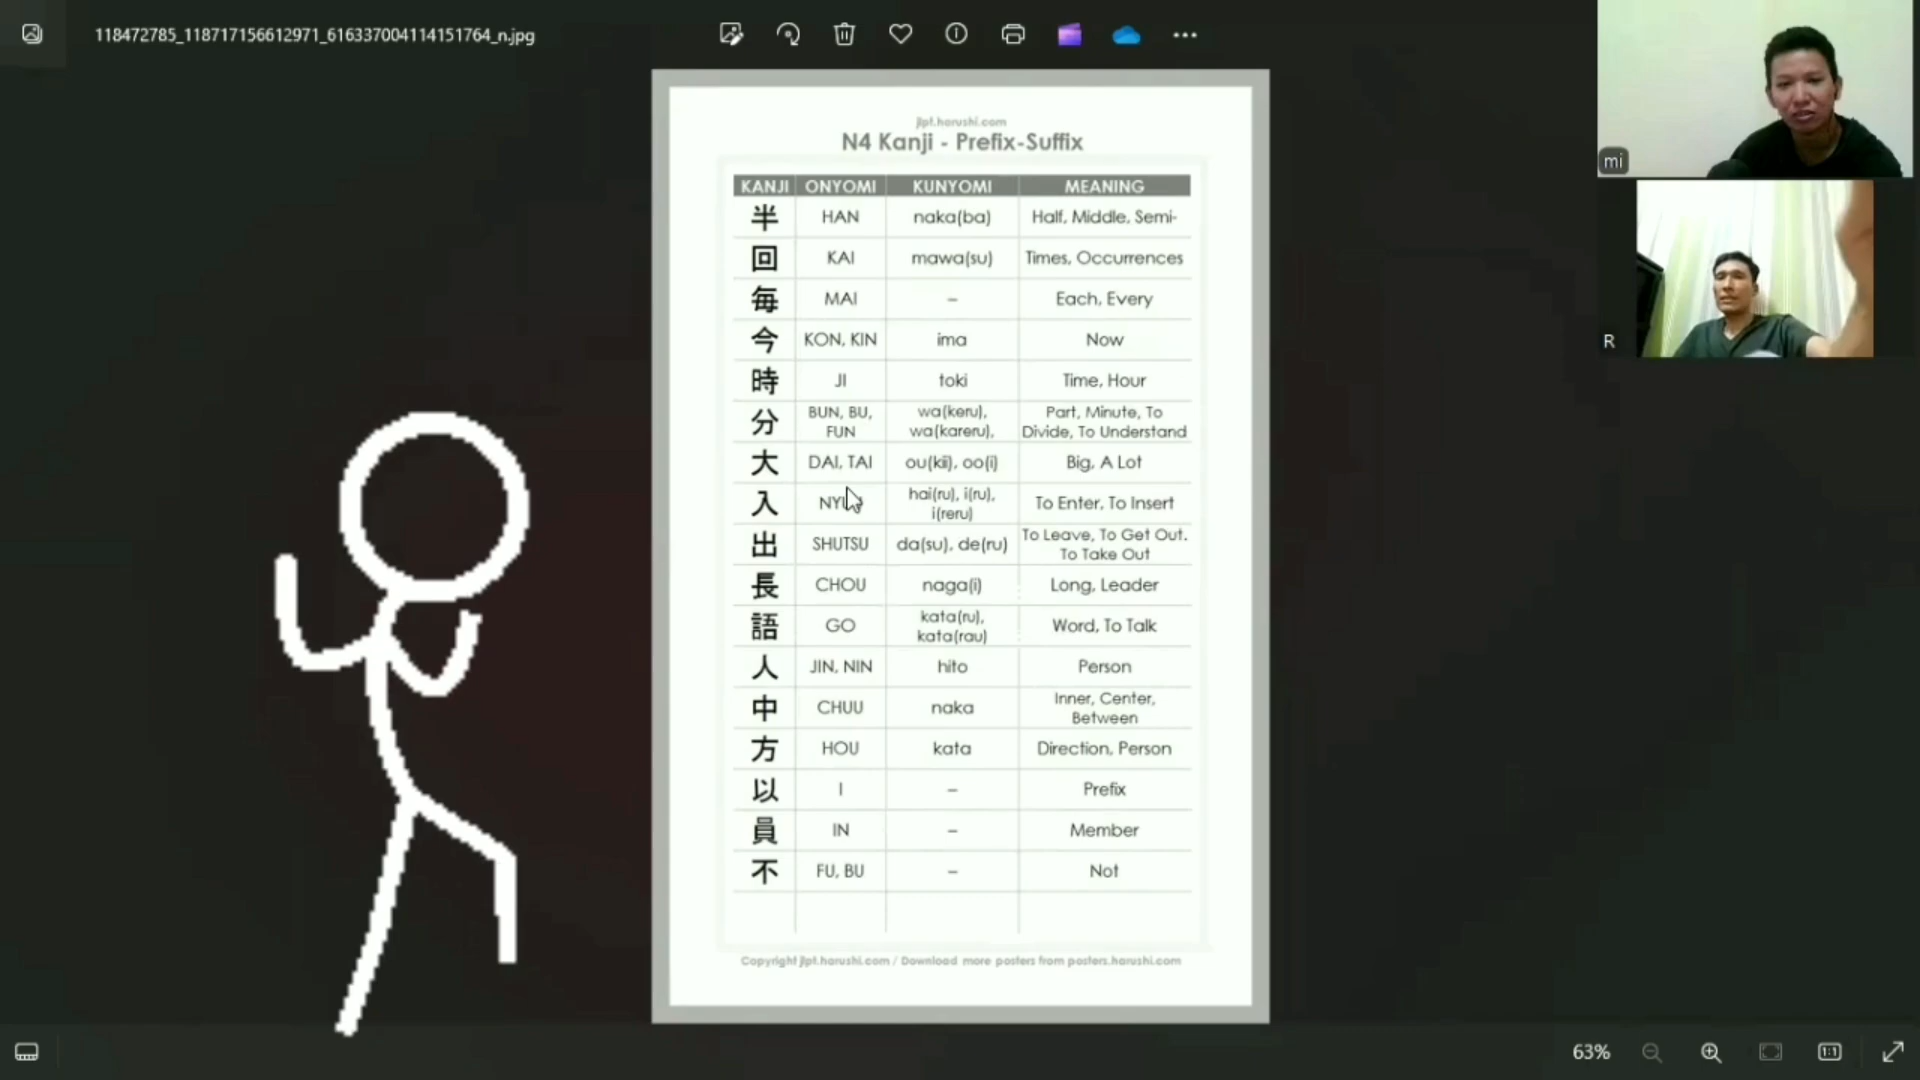 118472785_118717156612971_616337004114151764_n.jpg
mi
R
jlpt.harushi.com
N4 Kanji - Prefix-Suffix
KANJI ONYOMI KUNYOMI MEANING
半 HAN naka(ba) Half, Middle, Semi-
回 KAI mawa(su) Times, Occurrences
毎 MAI – Each, Every
今 KON, KIN ima Now
時 JI toki Time, Hour
分 BUN, BU, FUN wa(keru), wa(kareru), Part, Minute, To Divide, To Understand
大 DAI, TAI ou(kii), oo(i) Big, A Lot
入 hai(ru), i(ru), i(reru) To Enter, To Insert
出 SHUTSU da(su), de(ru) To Leave, To Get Out. To Take Out
長 CHOU naga(i) Long, Leader
語 GO kata(ru), kata(rau) Word, To Talk
人 JIN, NIN hito Person
中 CHUU naka Inner, Center, Between
方 HOU kata Direction, Person
以 I – Prefix
員 IN – Member
不 FU, BU – Not
Copyright jlpt.harushi.com / Download more posters from posters.harushi.com
63%
1:1